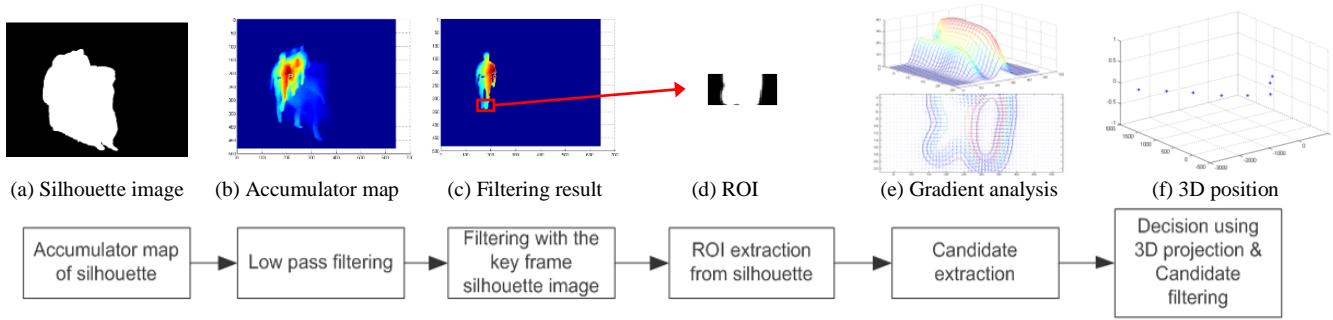 (a) Silhouette image
(b) Accumulator map
(c) Filtering result
(d) ROI
(e) Gradient analysis
(f) 3D position
Accumulator map
of silhouette
Low pass filtering
Filtering with the
key frame
silhouette image
ROI extraction
from silhouette
Candidate
extraction
Decision using
3D projection &
Candidate
filtering